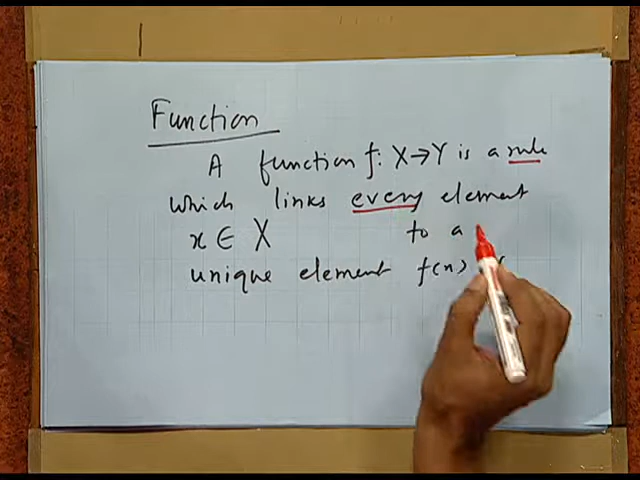 Function
A function f: X→Y is a rule
which links every element
x ∈ X to a
unique element f(x)